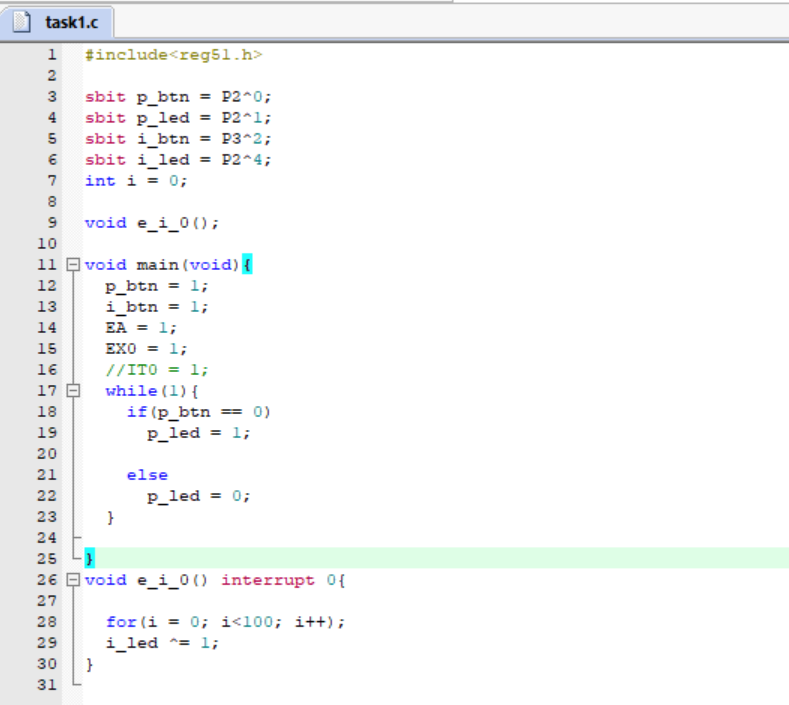 task1.c
1 #include<reg51.h>
2
3 sbit p_btn = P2^0;
4 sbit p_led = P2^1;
5 sbit i_btn = P3^2;
6 sbit i_led = P2^4;
7 int i = 0;
8
9 void e_i_0();
10
11 void main(void){
12   p_btn = 1;
13   i_btn = 1;
14   EA = 1;
15   EX0 = 1;
16   //IT0 = 1;
17   while(1){
18     if(p_btn == 0)
19       p_led = 1;
20
21     else
22       p_led = 0;
23   }
24
25 }
26 void e_i_0() interrupt 0{
27
28   for(i = 0; i<100; i++);
29   i_led ^= 1;
30 }
31